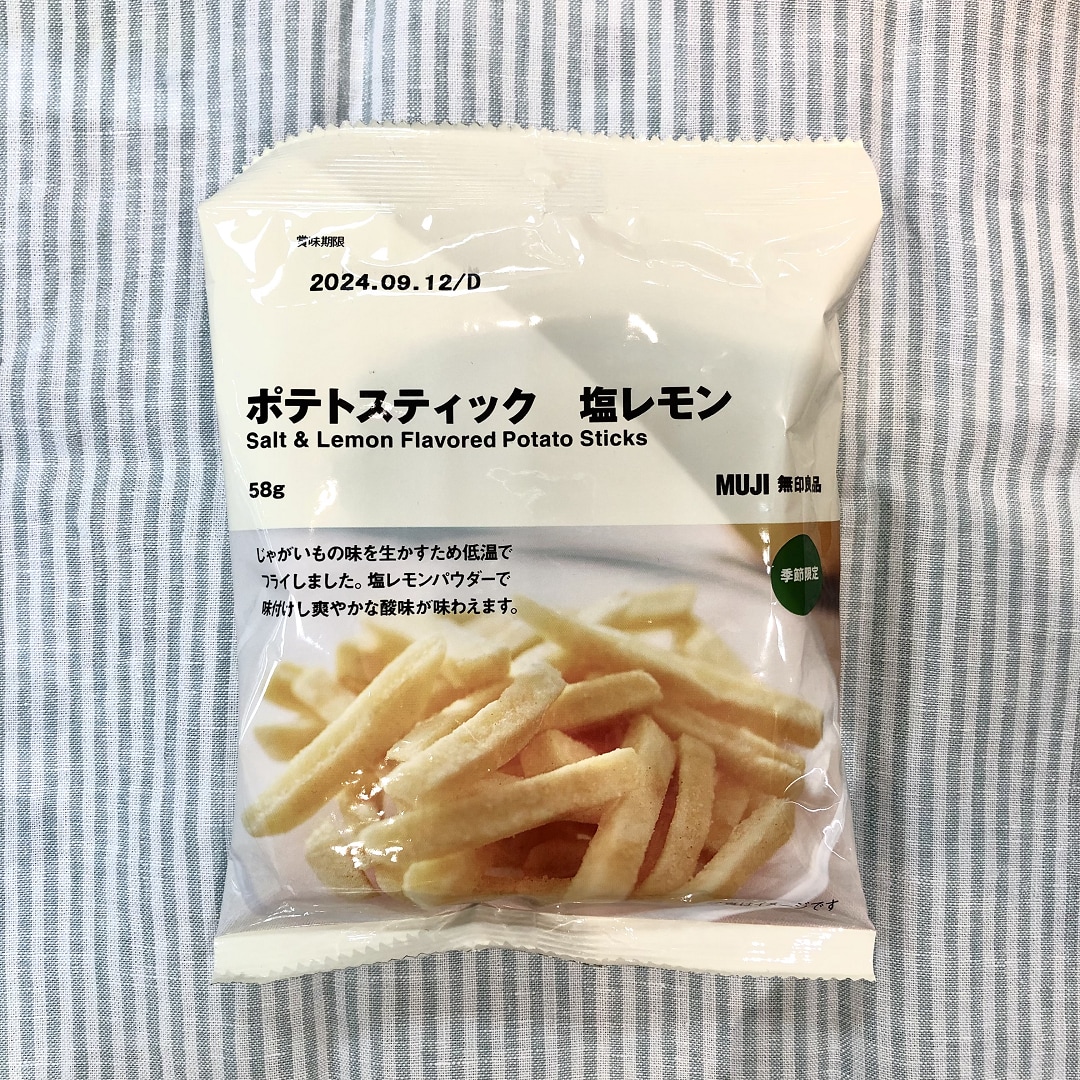 賞味期限
2024.09.12/D
ポテトスティック 塩レモン
Salt & Lemon Flavored Potato Sticks
58g
MUJI 無印良品
じゃがいもの味を生かすため低温で
フライしました。塩レモンパウダーで
味付けし爽やかな酸味が味わえます。
季節限定
です